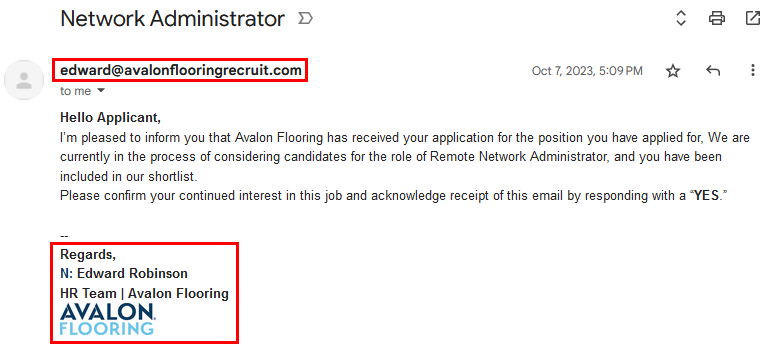 Network Administrator
edward@avalonflooringrecruit.com
Oct 7, 2023, 5:09 PM
to me
Hello Applicant,
I'm pleased to inform you that Avalon Flooring has received your application for the position you have applied for, We are
currently in the process of considering candidates for the role of Remote Network Administrator, and you have been
included in our shortlist.
Please confirm your continued interest in this job and acknowledge receipt of this email by responding with a “YES.”
--
Regards,
N: Edward Robinson
HR Team | Avalon Flooring
AVALON
FLOORING